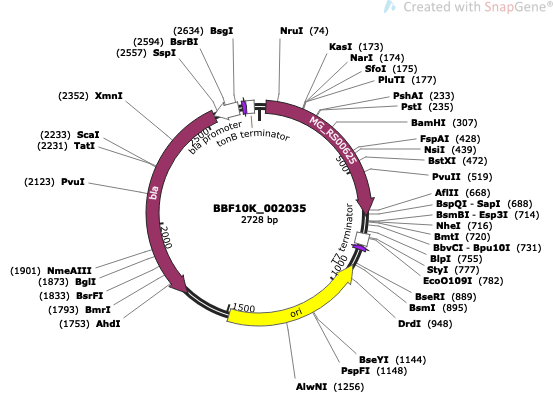 Created with SnapGene®
(2634) BsgI
NruI (74)
(2594) BsrBI
(2557) SspI
KasI (173)
NarI (174)
SfoI (175)
PluTI (177)
PshAI (233)
PstI (235)
BamHI (307)
(2352) XmnI
FspAI (428)
NsiI (439)
BstXI (472)
PvuII (519)
(2233) ScaI
(2231) TatI
(2123) PvuI
AflII (668)
BspQI - SapI (688)
BsmBI - Esp3I (714)
NheI (716)
BmtI (720)
BbvCI - Bpu10I (731)
BlpI (755)
StyI (777)
EcoO109I (782)
BseRI (889)
BsmI (895)
DrdI (948)
(1901) NmeAIII
(1873) BglI
(1833) BsrFI
(1793) BmrI
(1753) AhdI
BseYI (1144)
PspFI (1148)
AlwNI (1256)
BBF10K_002035
2728 bp
bla promoter
tonB terminator
MG_RS00625
T7 terminator
bla
ori
500
1000
1500
2000
2500